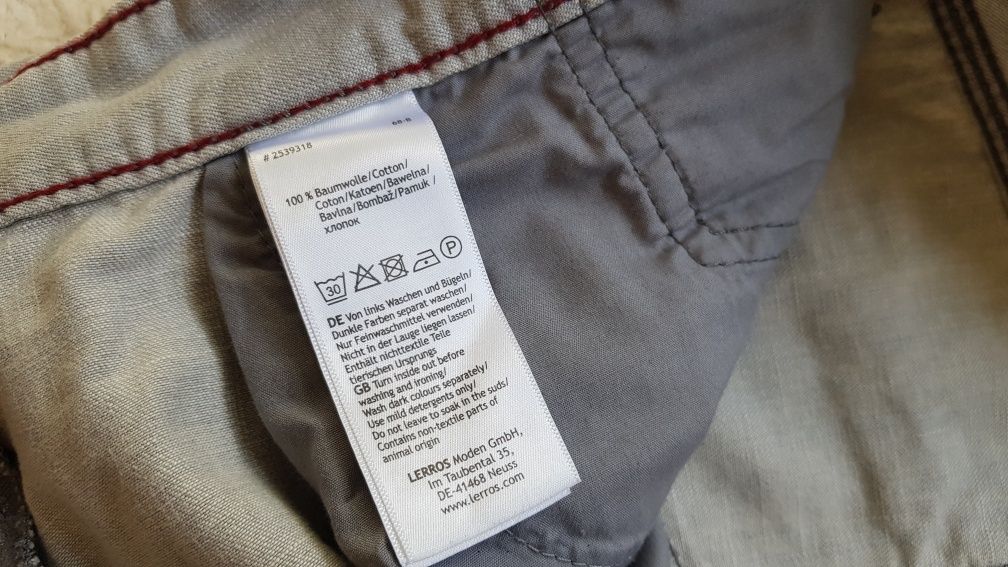 68-8
# 2539318
100 % Baumwolle/Cotton/
Coton/Katoen/Bawelna/
Bavlna/Bombaž/Pamuk /
хлопок
30 P
DE Von links Waschen und Bügeln/
Dunkle Farben separat waschen/
Nur Feinwaschmittel verwenden/
Nicht in der Lauge liegen lassen/
Enthält nichttextile Teile
tierischen Ursprungs
GB Turn inside out before
washing and ironing/
Wash dark colours separately/
Use mild detergents only/
Do not leave to soak in the suds/
Contains non-textile parts of
animal origin
LERROS Moden GmbH,
Im Taubental 35,
DE-41468 Neuss
www.lerros.com